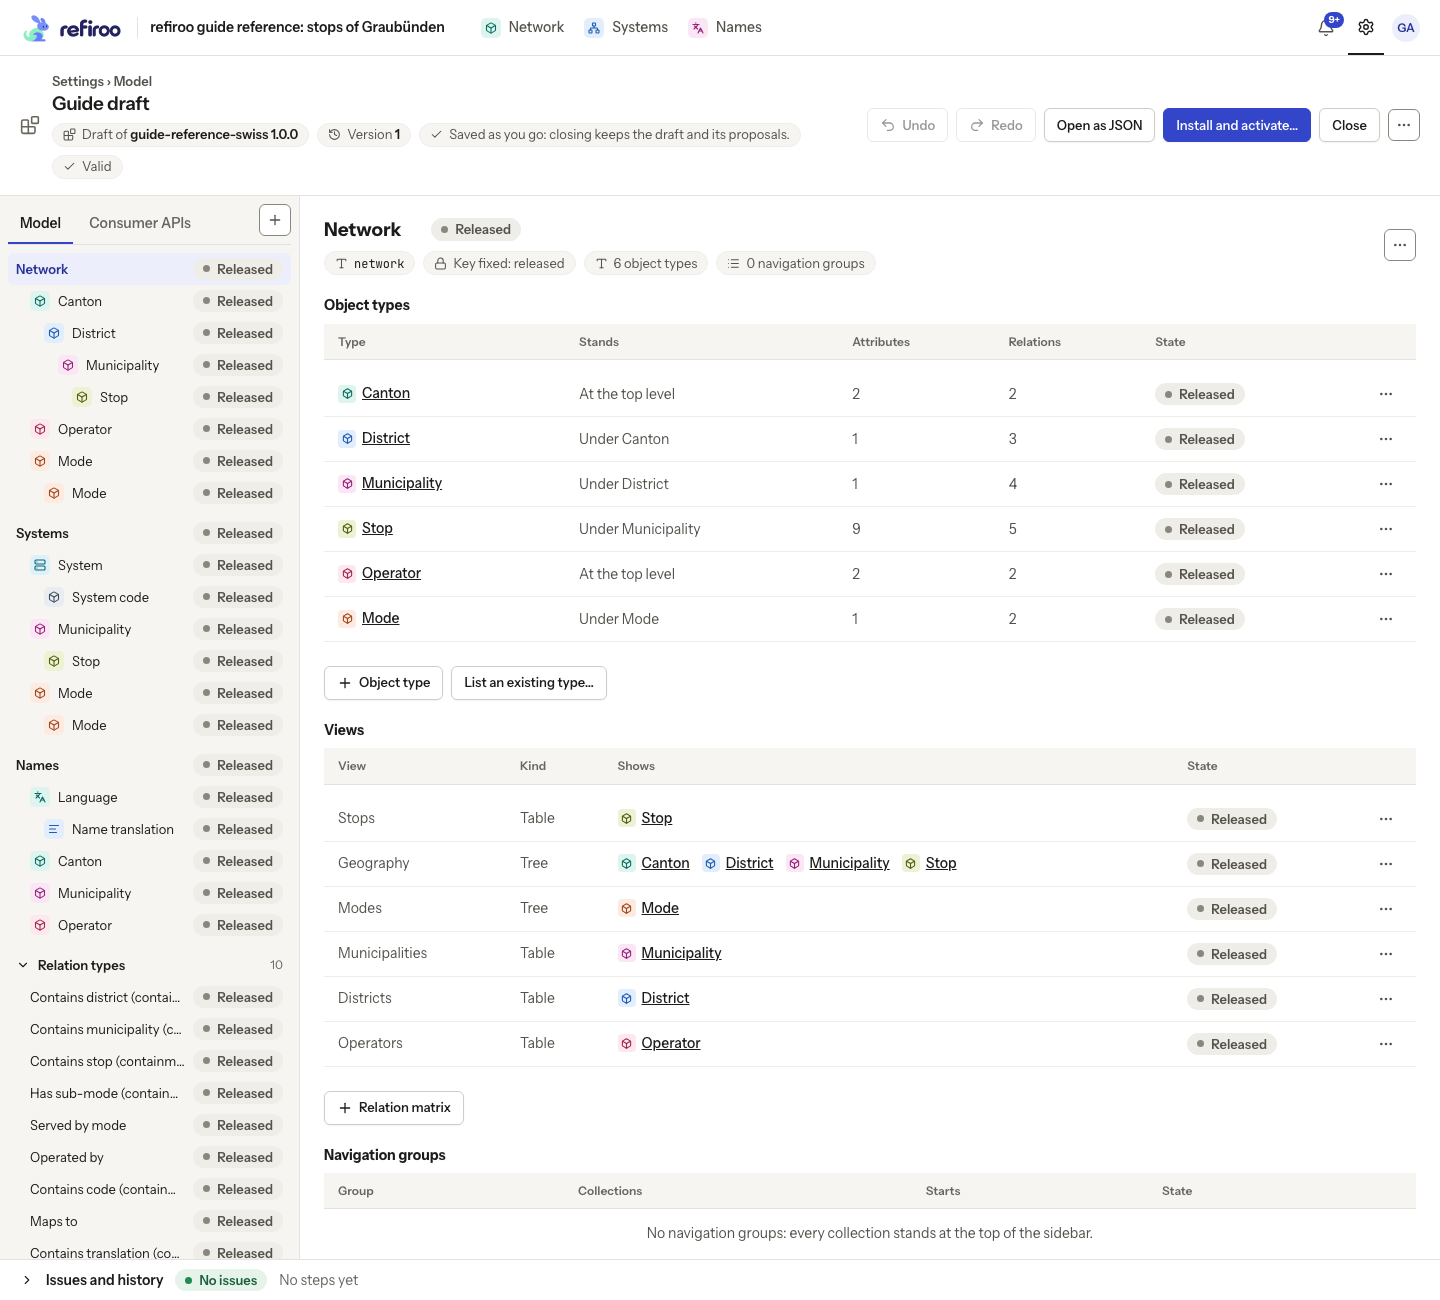 refiroo
refiroo guide reference: stops of Graubünden
Network
Systems
Names
9+
GA
Settings › Model
Guide draft
Draft of guide-reference-swiss 1.0.0
Version 1
Saved as you go: closing keeps the draft and its proposals.
Valid
Undo
Redo
Open as JSON
Install and activate...
Close
Model
Consumer APIs
Network Released
Canton Released
District Released
Municipality Released
Stop Released
Operator Released
Mode Released
Mode Released
Systems Released
System Released
System code Released
Municipality Released
Stop Released
Mode Released
Mode Released
Names Released
Language Released
Name translation Released
Canton Released
Municipality Released
Operator Released
Relation types 10
Contains district (contai... Released
Contains municipality (c... Released
Contains stop (containm... Released
Has sub-mode (contain... Released
Served by mode Released
Operated by Released
Contains code (contain... Released
Maps to Released
Contains translation (co... Released
Network
Released
network
Key fixed: released
6 object types
0 navigation groups
Object types
Type Stands Attributes Relations State
Canton At the top level 2 2 Released
District Under Canton 1 3 Released
Municipality Under District 1 4 Released
Stop Under Municipality 9 5 Released
Operator At the top level 2 2 Released
Mode Under Mode 1 2 Released
Object type
List an existing type...
Views
View Kind Shows State
Stops Table Stop Released
Geography Tree Canton District Municipality Stop Released
Modes Tree Mode Released
Municipalities Table Municipality Released
Districts Table District Released
Operators Table Operator Released
Relation matrix
Navigation groups
Group Collections Starts State
No navigation groups: every collection stands at the top of the sidebar.
Issues and history
No issues
No steps yet